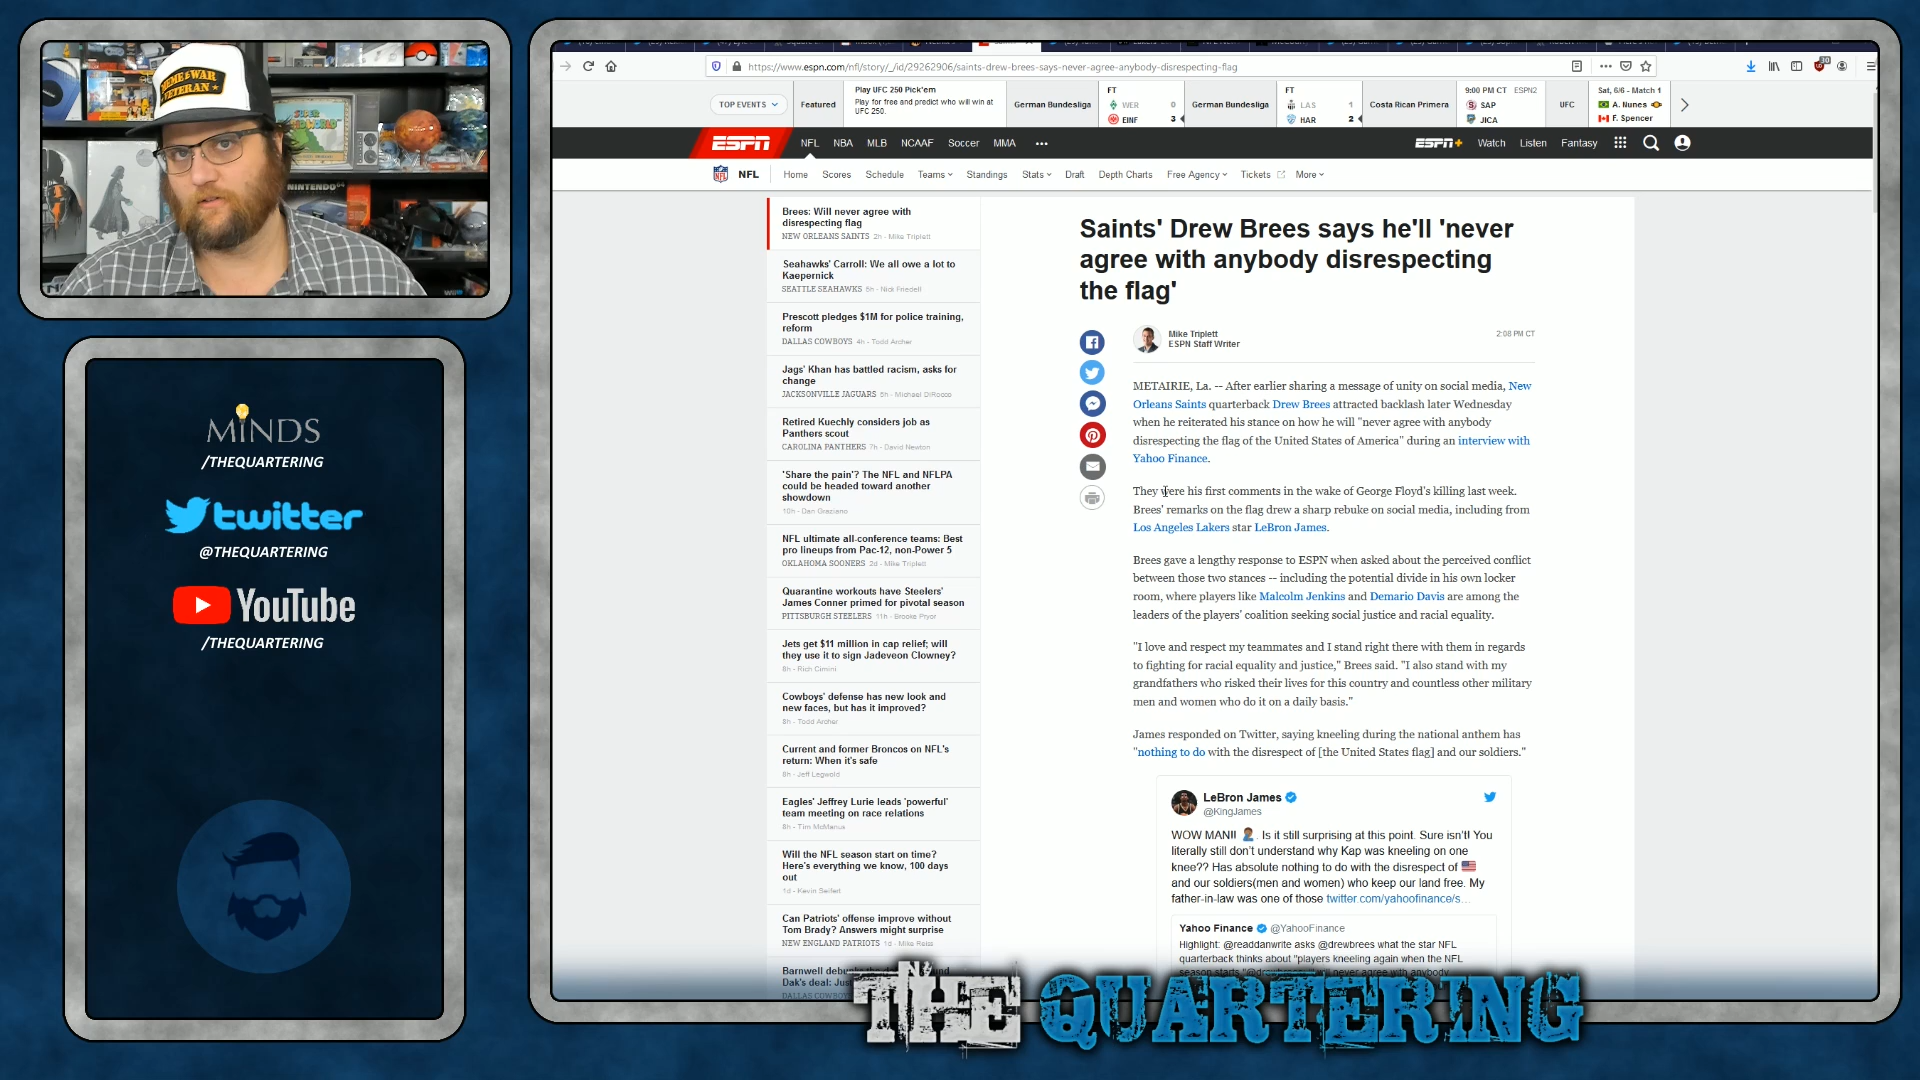 MEME★WAR
VETERAN★
SUPER
WORLD
NINTENDO64
MINDS
/THEQUARTERING
twitter
@THEQUARTERING
YouTube
/THEQUARTERING
https://www.espn.com/nfl/story/_/id/29262906/saints-drew-brees-says-never-agree-anybody-disrespecting-flag
TOP EVENTS
Featured
Play UFC 250 Pick'em
Play for free and predict who will win at
UFC 250.
German Bundesliga
FT
WER 0
EINF 3
German Bundesliga
FT
LAS 1
HAR 2
Costa Rican Primera
9:00 PM CT ESPN2
SAP
JICA
UFC
Sat, 6/6 - Match 1
A. Nunes
F. Spencer
ESPN
NFL NBA MLB NCAAF Soccer MMA •••
ESPN+ Watch Listen Fantasy
NFL Home Scores Schedule Teams Standings Stats Draft Depth Charts Free Agency Tickets More
Brees: Will never agree with
disrespecting flag
NEW ORLEANS SAINTS 2h - Mike Triplett
Seahawks' Carroll: We all owe a lot to
Kaepernick
SEATTLE SEAHAWKS 6h - Nick Friedell
Prescott pledges $1M for police training,
reform
DALLAS COWBOYS 4h - Todd Archer
Jags' Khan has battled racism, asks for
change
JACKSONVILLE JAGUARS 5h - Michael DiRocco
Retired Kuechly considers job as
Panthers scout
CAROLINA PANTHERS 7h - David Newton
'Share the pain'? The NFL and NFLPA
could be headed toward another
showdown
10h - Dan Graziano
NFL ultimate all-conference teams: Best
pro lineups from Pac-12, non-Power 5
OKLAHOMA SOONERS 2d - Mike Triplett
Quarantine workouts have Steelers'
James Conner primed for pivotal season
PITTSBURGH STEELERS 11h - Brooke Pryor
Jets get $11 million in cap relief; will
they use it to sign Jadeveon Clowney?
8h - Rich Cimini
Cowboys' defense has new look and
new faces, but has it improved?
8h - Todd Archer
Current and former Broncos on NFL's
return: When it's safe
8h - Jeff Legwold
Eagles' Jeffrey Lurie leads 'powerful'
team meeting on race relations
8h - Tim McManus
Will the NFL season start on time?
Here's everything we know, 100 days
out
1d - Kevin Seifert
Can Patriots' offense improve without
Tom Brady? Answers might surprise
NEW ENGLAND PATRIOTS 1d - Mike Reiss
Barnwell
Dak's deal:
DALLAS COWBOYS
Saints' Drew Brees says he'll 'never
agree with anybody disrespecting
the flag'
Mike Triplett
ESPN Staff Writer
2:08 PM CT
METAIRIE, La. -- After earlier sharing a message of unity on social media, New
Orleans Saints quarterback Drew Brees attracted backlash later Wednesday
when he reiterated his stance on how he will "never agree with anybody
disrespecting the flag of the United States of America" during an interview with
Yahoo Finance.
They were his first comments in the wake of George Floyd's killing last week.
Brees' remarks on the flag drew a sharp rebuke on social media, including from
Los Angeles Lakers star LeBron James.
Brees gave a lengthy response to ESPN when asked about the perceived conflict
between those two stances -- including the potential divide in his own locker
room, where players like Malcolm Jenkins and Demario Davis are among the
leaders of the players' coalition seeking social justice and racial equality.
"I love and respect my teammates and I stand right there with them in regards
to fighting for racial equality and justice," Brees said. "I also stand with my
grandfathers who risked their lives for this country and countless other military
men and women who do it on a daily basis."
James responded on Twitter, saying kneeling during the national anthem has
"nothing to do with the disrespect of [the United States flag] and our soldiers."
LeBron James
@KingJames
WOW MAN!! 🤦🏾‍♂️. Is it still surprising at this point. Sure isn't! You
literally still don't understand why Kap was kneeling on one
knee?? Has absolute nothing to do with the disrespect of 🇺🇸
and our soldiers(men and women) who keep our land free. My
father-in-law was one of those twitter.com/yahoofinance/s…
Yahoo Finance @YahooFinance
Highlight: @readdanwrite asks @drewbrees what the star NFL
quarterback thinks about "players kneeling again when the NFL
season starts."
THE QUARTERING